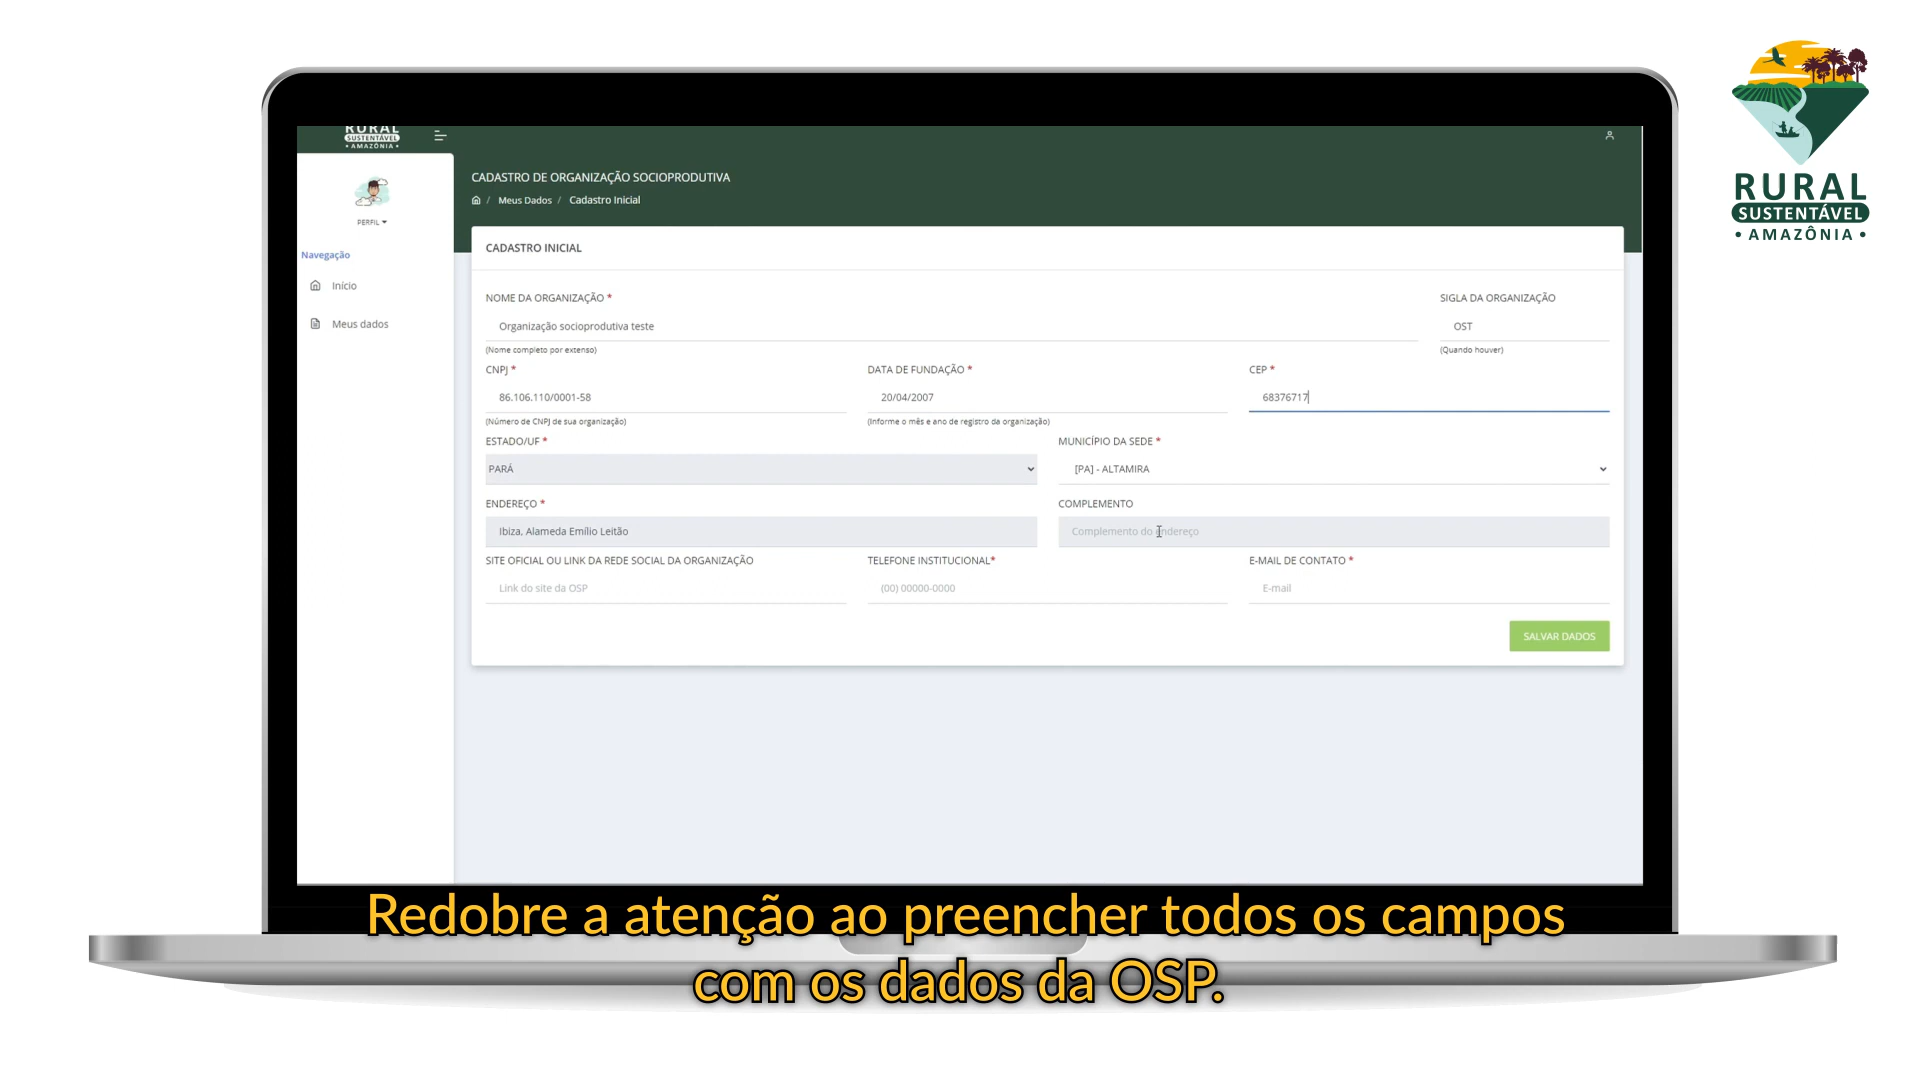 RURAL
SUSTENTÁVEL
• AMAZÔNIA •
PERFIL
Navegação
Início
Meus dados
CADASTRO DE ORGANIZAÇÃO SOCIOPRODUTIVA
/ Meus Dados / Cadastro Inicial
CADASTRO INICIAL
NOME DA ORGANIZAÇÃO * SIGLA DA ORGANIZAÇÃO
Organização socioprodutiva teste OST
(Nome completo por extenso) (Quando houver)
CNPJ * DATA DE FUNDAÇÃO * CEP *
86.106.110/0001-58 20/04/2007 68376717
(Número de CNPJ de sua organização) (Informe o mês e ano de registro da organização)
ESTADO/UF * MUNICÍPIO DA SEDE *
PARÁ [PA] - ALTAMIRA
ENDEREÇO * COMPLEMENTO
Ibiza, Alameda Emílio Leitão Complemento do endereço
SITE OFICIAL OU LINK DA REDE SOCIAL DA ORGANIZAÇÃO TELEFONE INSTITUCIONAL* E-MAIL DE CONTATO *
Link do site da OSP (00) 00000-0000 E-mail
SALVAR DADOS
RURAL
SUSTENTÁVEL
• AMAZÔNIA •
Redobre a atenção ao preencher todos os campos
com os dados da OSP.